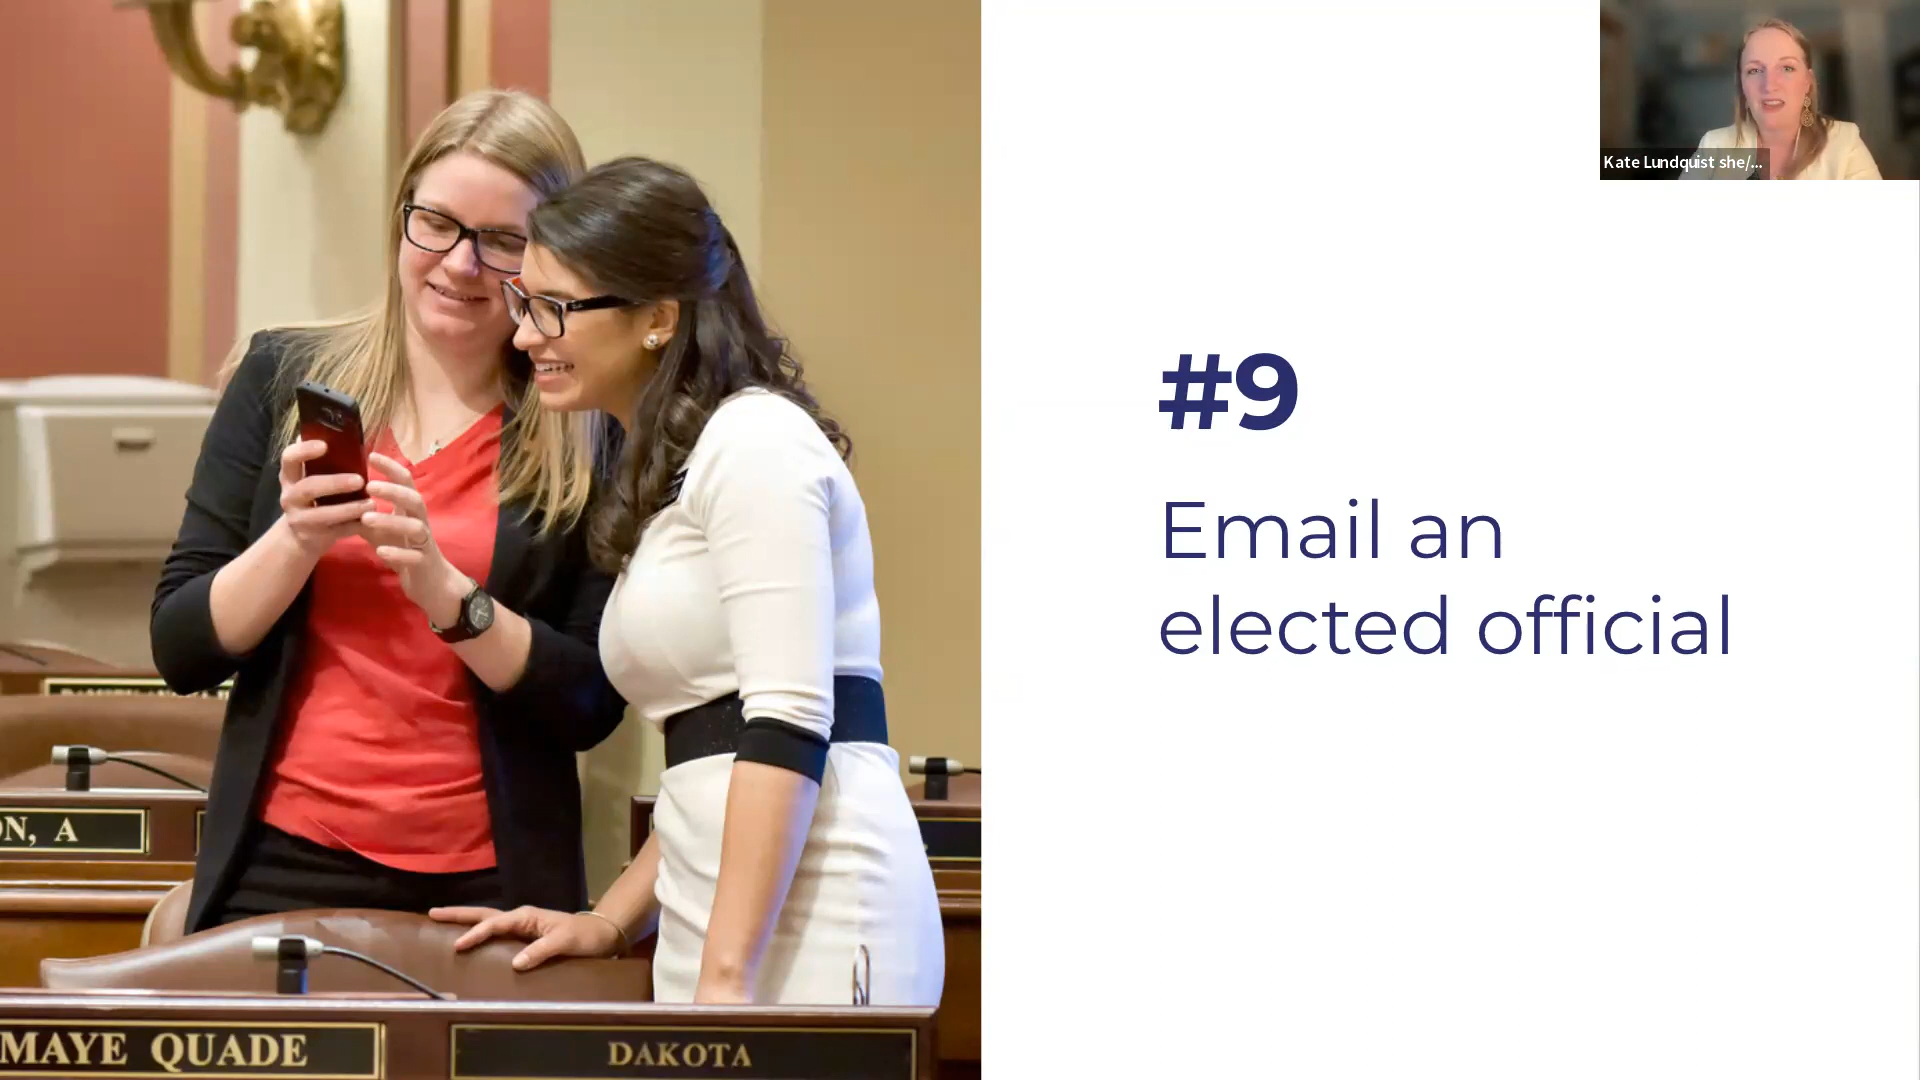 Kate Lundquist she/...
#9
Email an
elected official
ON, A
MAYE QUADE
DAKOTA